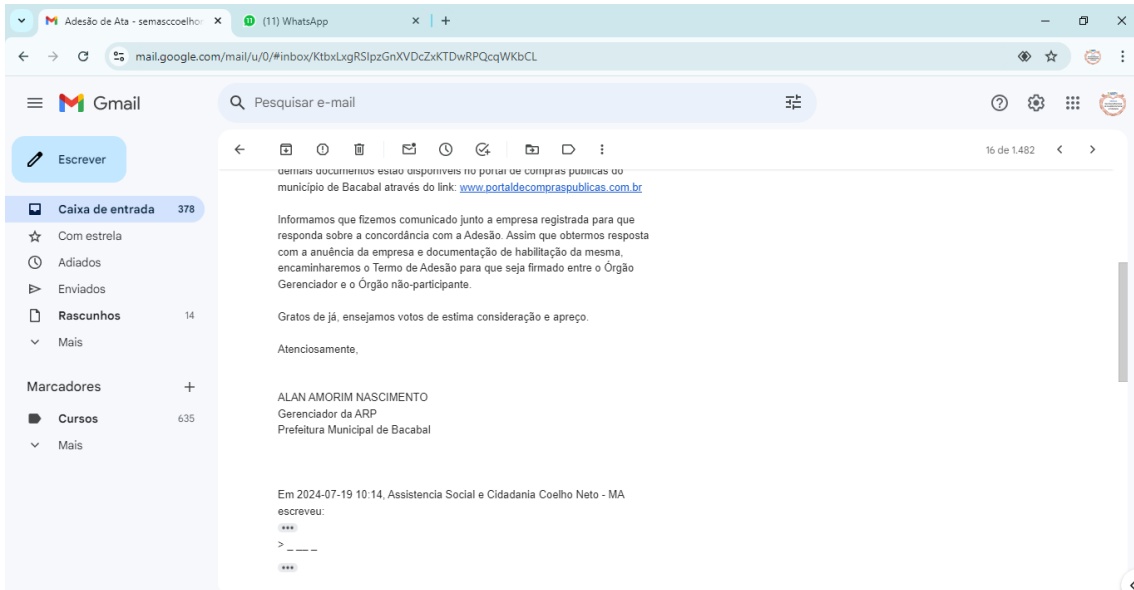 Adesão de Ata - semasccoelho
(11) WhatsApp
mail.google.com/mail/u/0/#inbox/KtbxLxgRSIpzGnXVDcZxKTDwRPQcqWKbCL
Gmail
Pesquisar e-mail
Escrever
16 de 1.482
Caixa de entrada 378
Com estrela
Adiados
Enviados
Rascunhos 14
Mais
Marcadores
Cursos 635
Mais
demais documentos estão disponíveis no portal de compras públicas do
município de Bacabal através do link: www.portaldecompraspublicas.com.br
Informamos que fizemos comunicado junto a empresa registrada para que
responda sobre a concordância com a Adesão. Assim que obtermos resposta
com a anuência da empresa e documentação de habilitação da mesma,
encaminharemos o Termo de Adesão para que seja firmado entre o Órgão
Gerenciador e o Órgão não-participante.
Gratos de já, ensejamos votos de estima consideração e apreço.
Atenciosamente,
ALAN AMORIM NASCIMENTO
Gerenciador da ARP
Prefeitura Municipal de Bacabal
Em 2024-07-19 10:14, Assistencia Social e Cidadania Coelho Neto - MA
escreveu:
> _ __ _